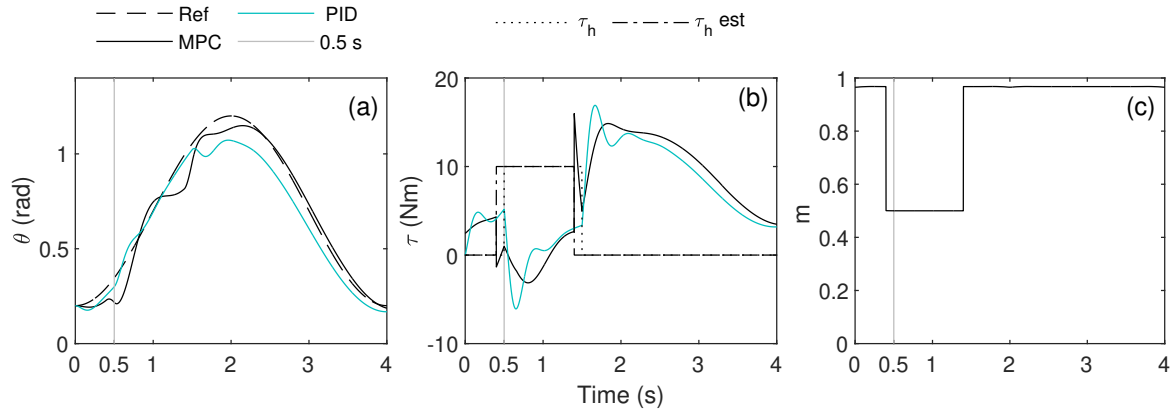 Ref PID
MPC 0.5 s
τh τh est
(a)
θ (rad)
1
0.5
0
0 0.5 1 2 3 4
(b)
τ (Nm)
20
10
0
-10
0 0.5 1 2 3 4
Time (s)
(c)
m
1
0.8
0.6
0.4
0.2
0
0 0.5 1 2 3 4